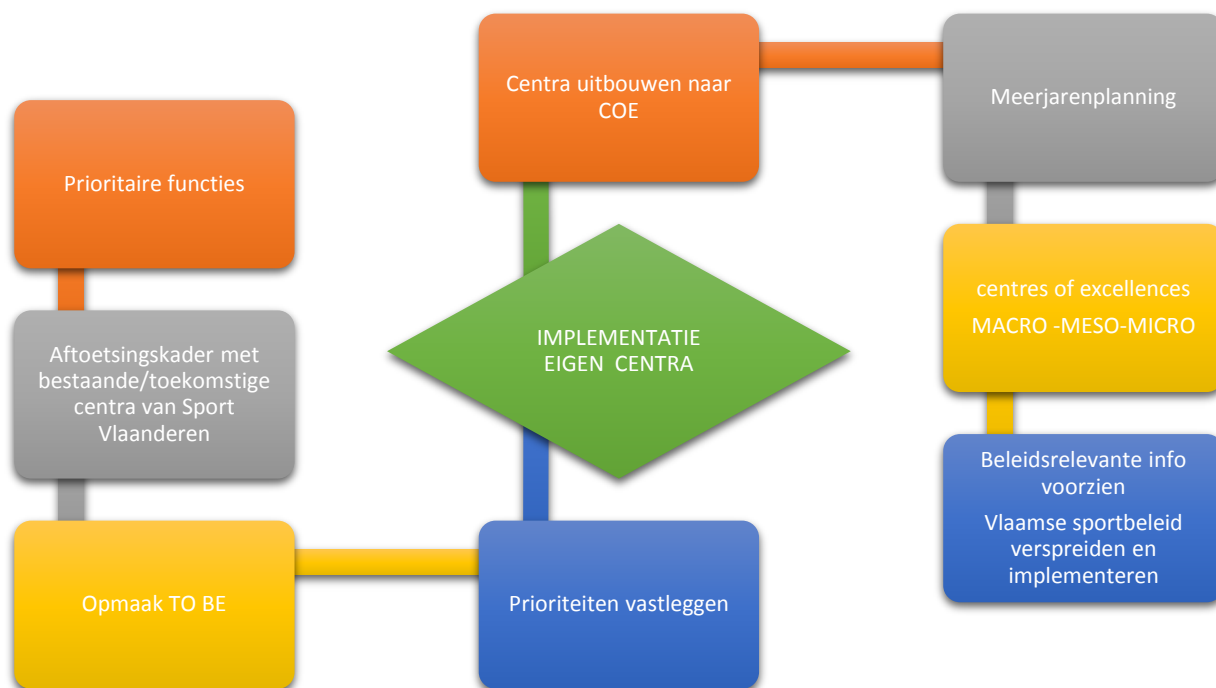 Prioritaire functies
Aftoetsingskader met
bestaande/toekomstige
centra van Sport
Vlaanderen
Opmaak TO BE
Prioriteiten vastleggen
IMPLEMENTATIE
EIGEN  CENTRA
Centra uitbouwen naar
COE
Meerjarenplanning
centres of excellences
MACRO -MESO-MICRO
Beleidsrelevante info
voorzien
Vlaamse sportbeleid
verspreiden en
implementeren